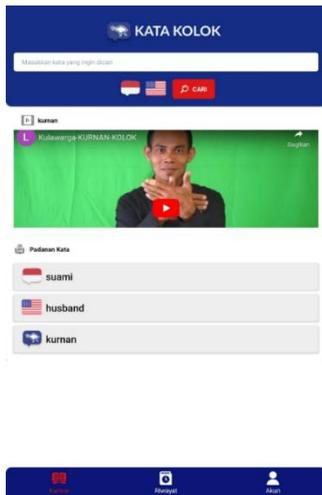 KATA KOLOK
Masukkan kata yang ingin dicari
CARI
kurnan
L Kulawarga-KURNAN-KOLOK
Bagikan
Padanan Kata
suami
husband
kurnan
Kamus
Riwayat
Akun